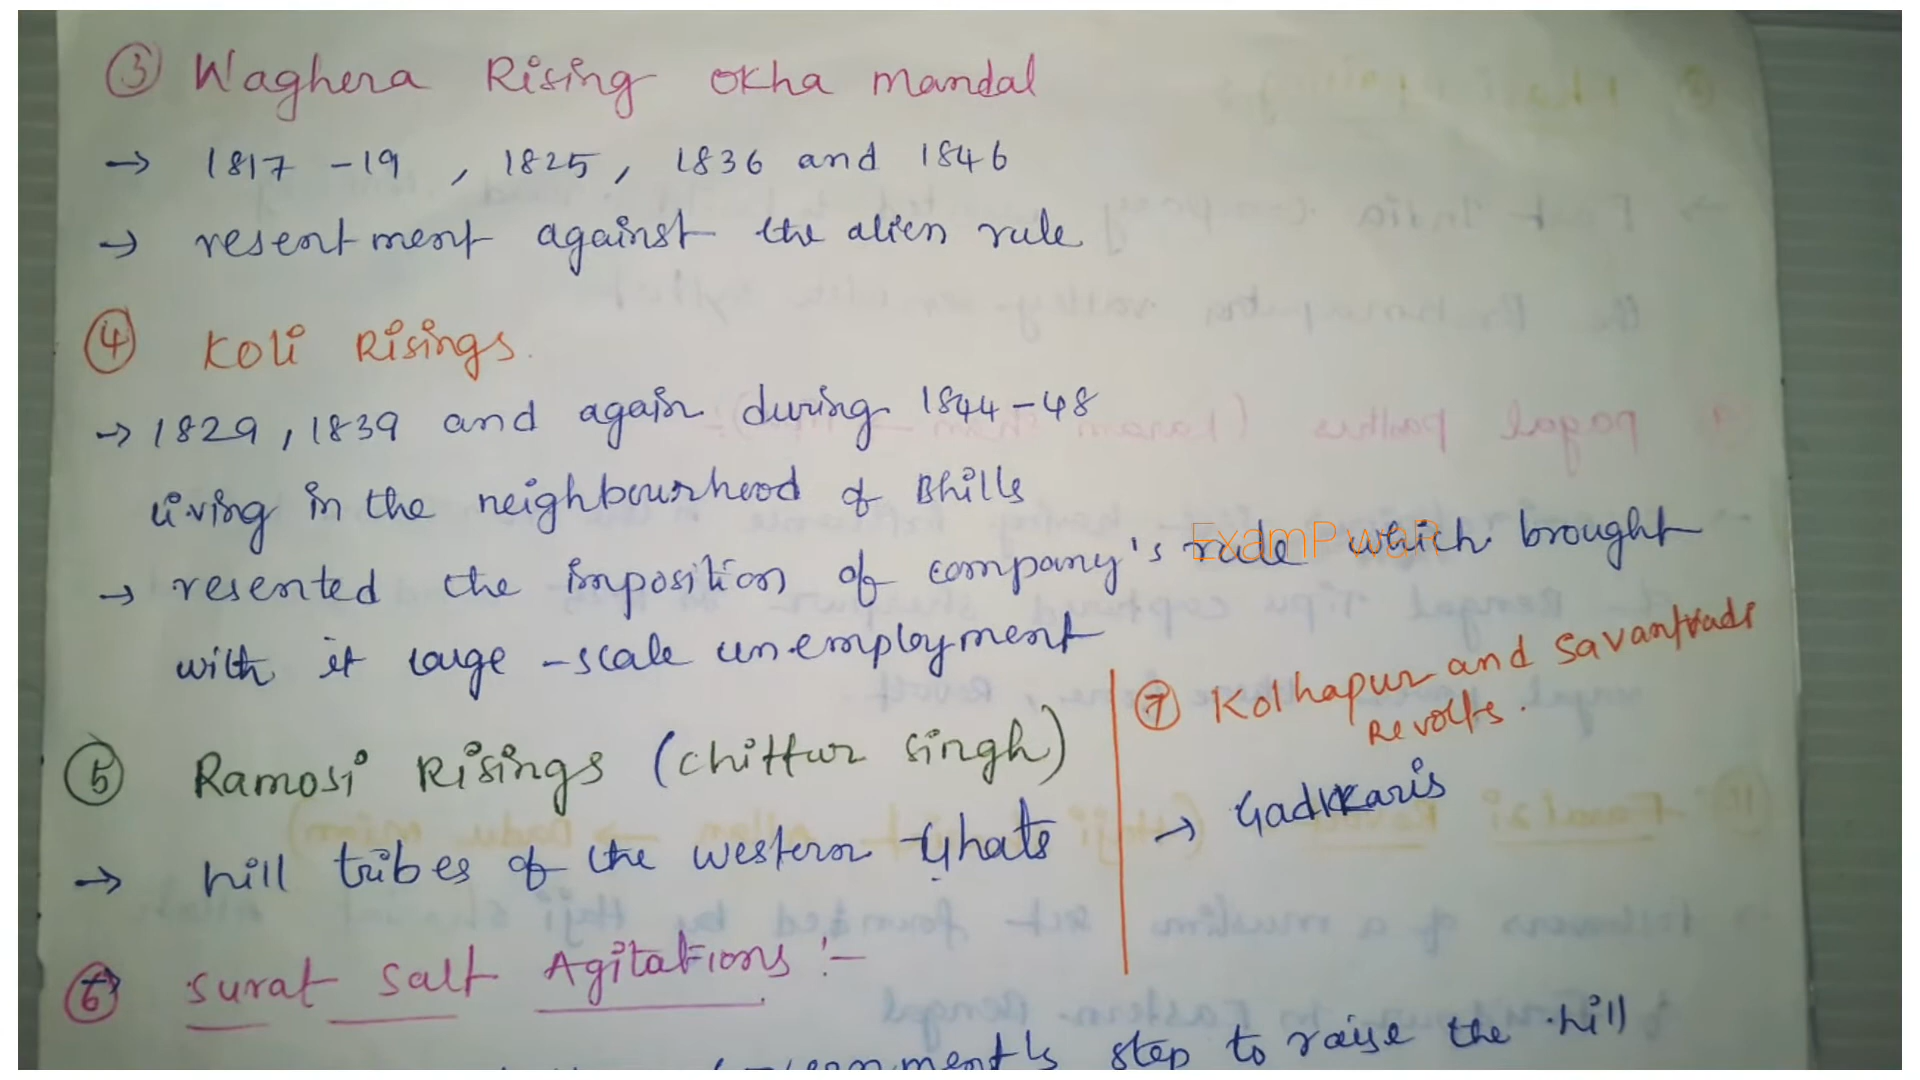 ③ Waghera Rising okha mandal
→ 1817 -19 , 1825, 1836 and 1846
→ resentment against the alien rule
④ Koli Risings.
→ 1829, 1839 and again during 1844-48
living in the neighbourhood of Bhills
→ resented the imposition of company's rule which brought
with it large -scale unemployment
ExamPwaR
⑤ Ramosi Risings (chittur singh)
→ hill tribes of the western Ghats
⑥ surat salt Agitations :-
step to raise the hill
⑦ Kolhapur and Savantvadi
Revolts.
→ Gadkaris